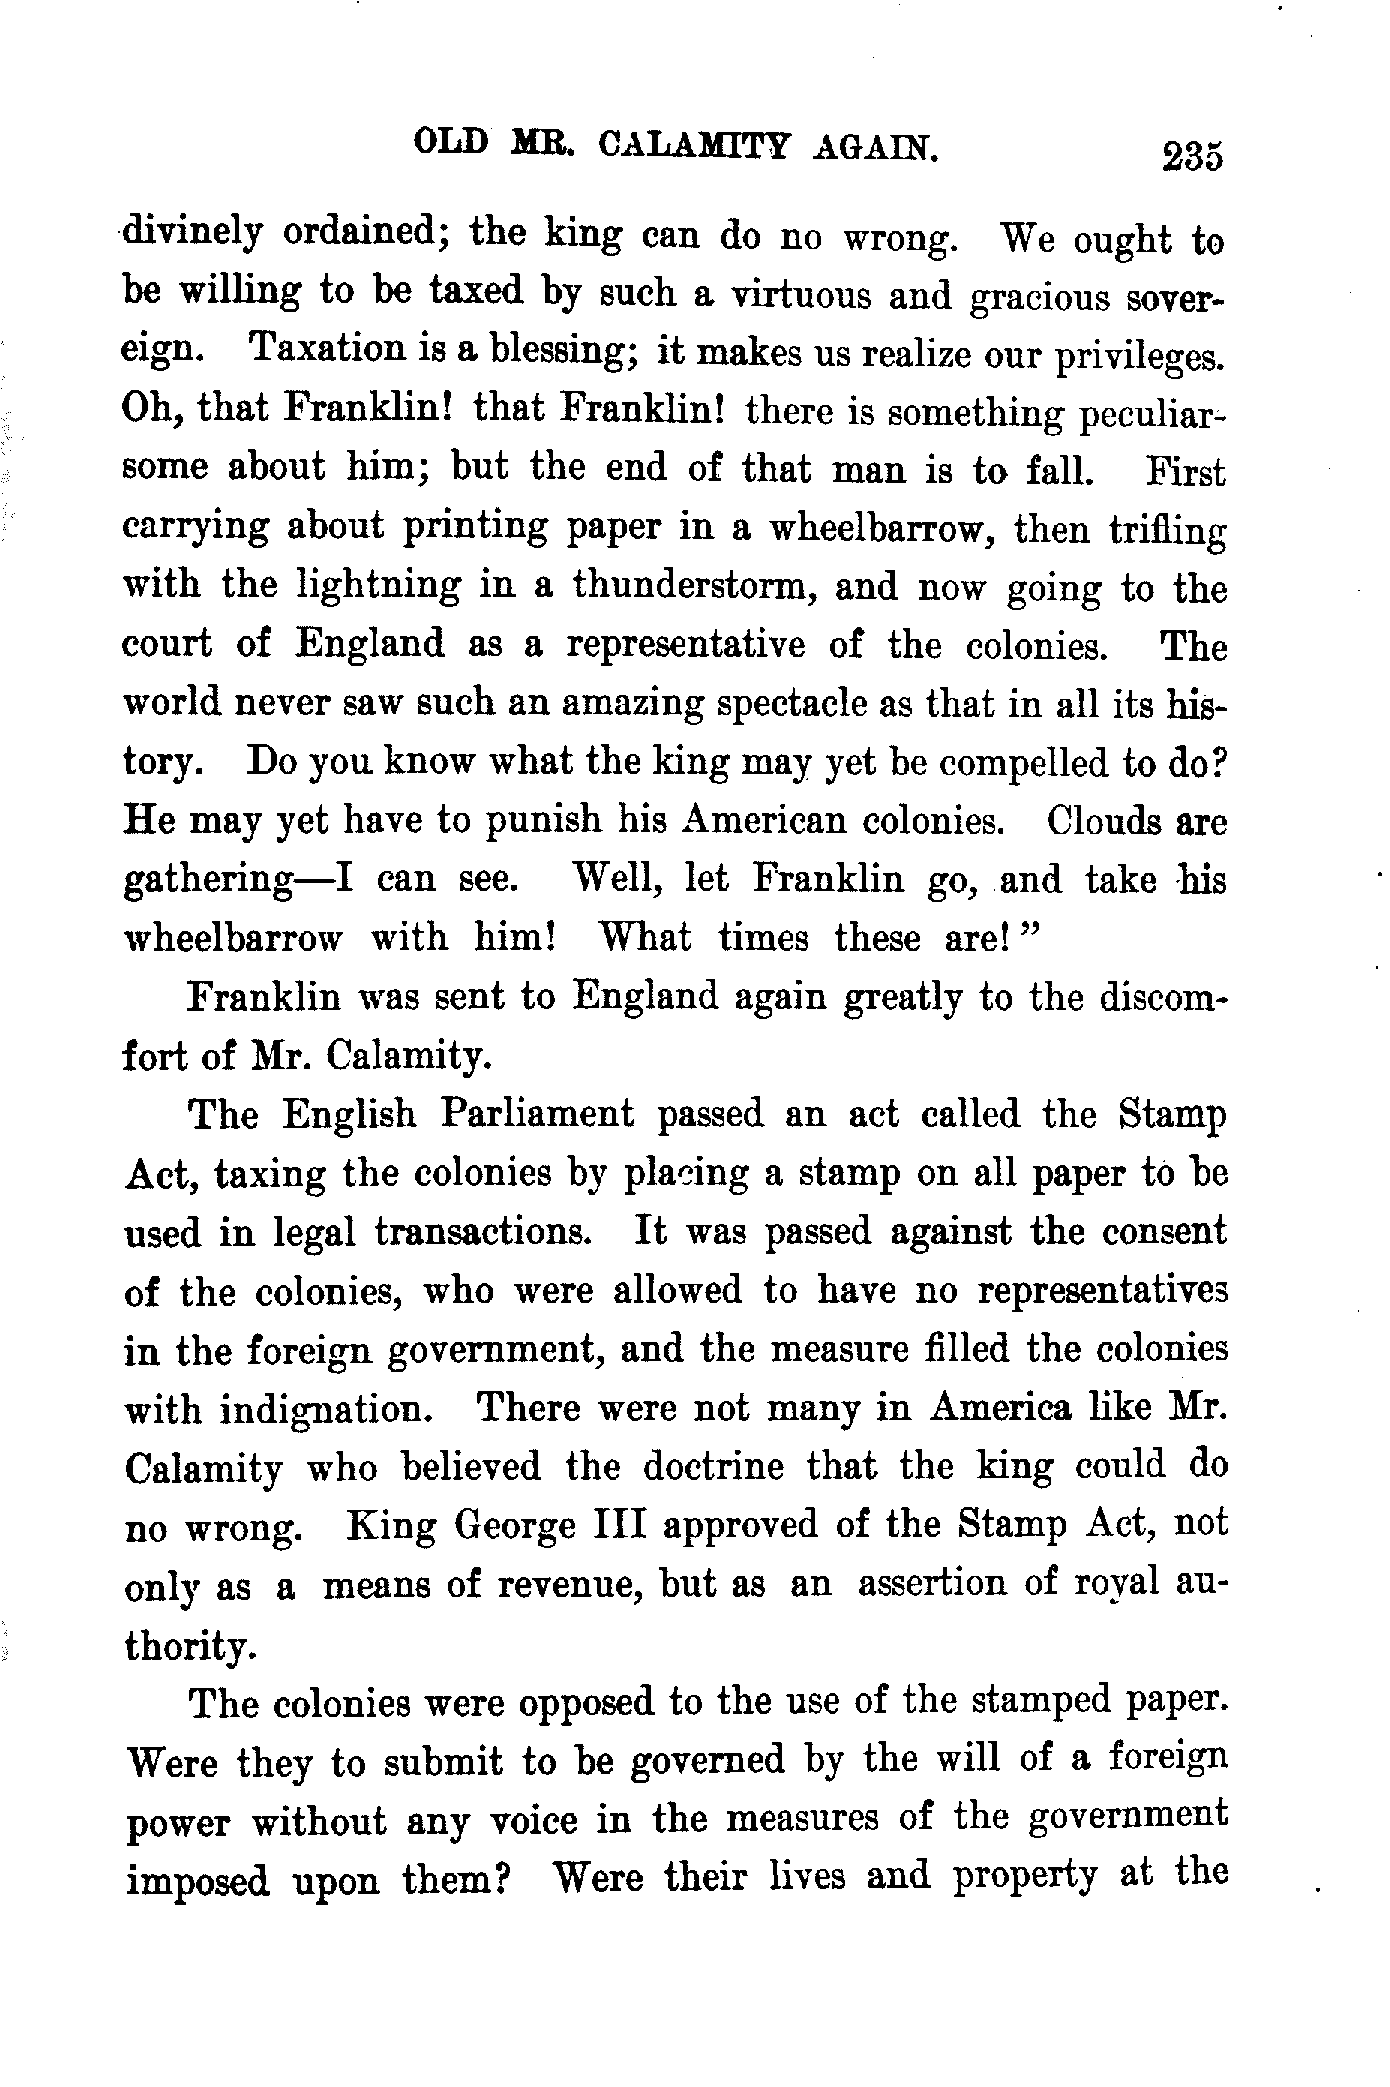 OLD MR. CALAMITY AGAIN. 235
divinely ordained; the king can do no wrong. We ought to
be willing to be taxed by such a virtuous and gracious sover-
eign. Taxation is a blessing; it makes us realize our privileges.
Oh, that Franklin! that Franklin! there is something peculiar-
some about him; but the end of that man is to fall. First
carrying about printing paper in a wheelbarrow, then trifling
with the lightning in a thunderstorm, and now going to the
court of England as a representative of the colonies. The
world never saw such an amazing spectacle as that in all its his-
tory. Do you know what the king may yet be compelled to do?
He may yet have to punish his American colonies. Clouds are
gathering—I can see. Well, let Franklin go, and take his
wheelbarrow with him! What times these are!”
Franklin was sent to England again greatly to the discom-
fort of Mr. Calamity.
The English Parliament passed an act called the Stamp
Act, taxing the colonies by placing a stamp on all paper to be
used in legal transactions. It was passed against the consent
of the colonies, who were allowed to have no representatives
in the foreign government, and the measure filled the colonies
with indignation. There were not many in America like Mr.
Calamity who believed the doctrine that the king could do
no wrong. King George III approved of the Stamp Act, not
only as a means of revenue, but as an assertion of royal au-
thority.
The colonies were opposed to the use of the stamped paper.
Were they to submit to be governed by the will of a foreign
power without any voice in the measures of the government
imposed upon them? Were their lives and property at the